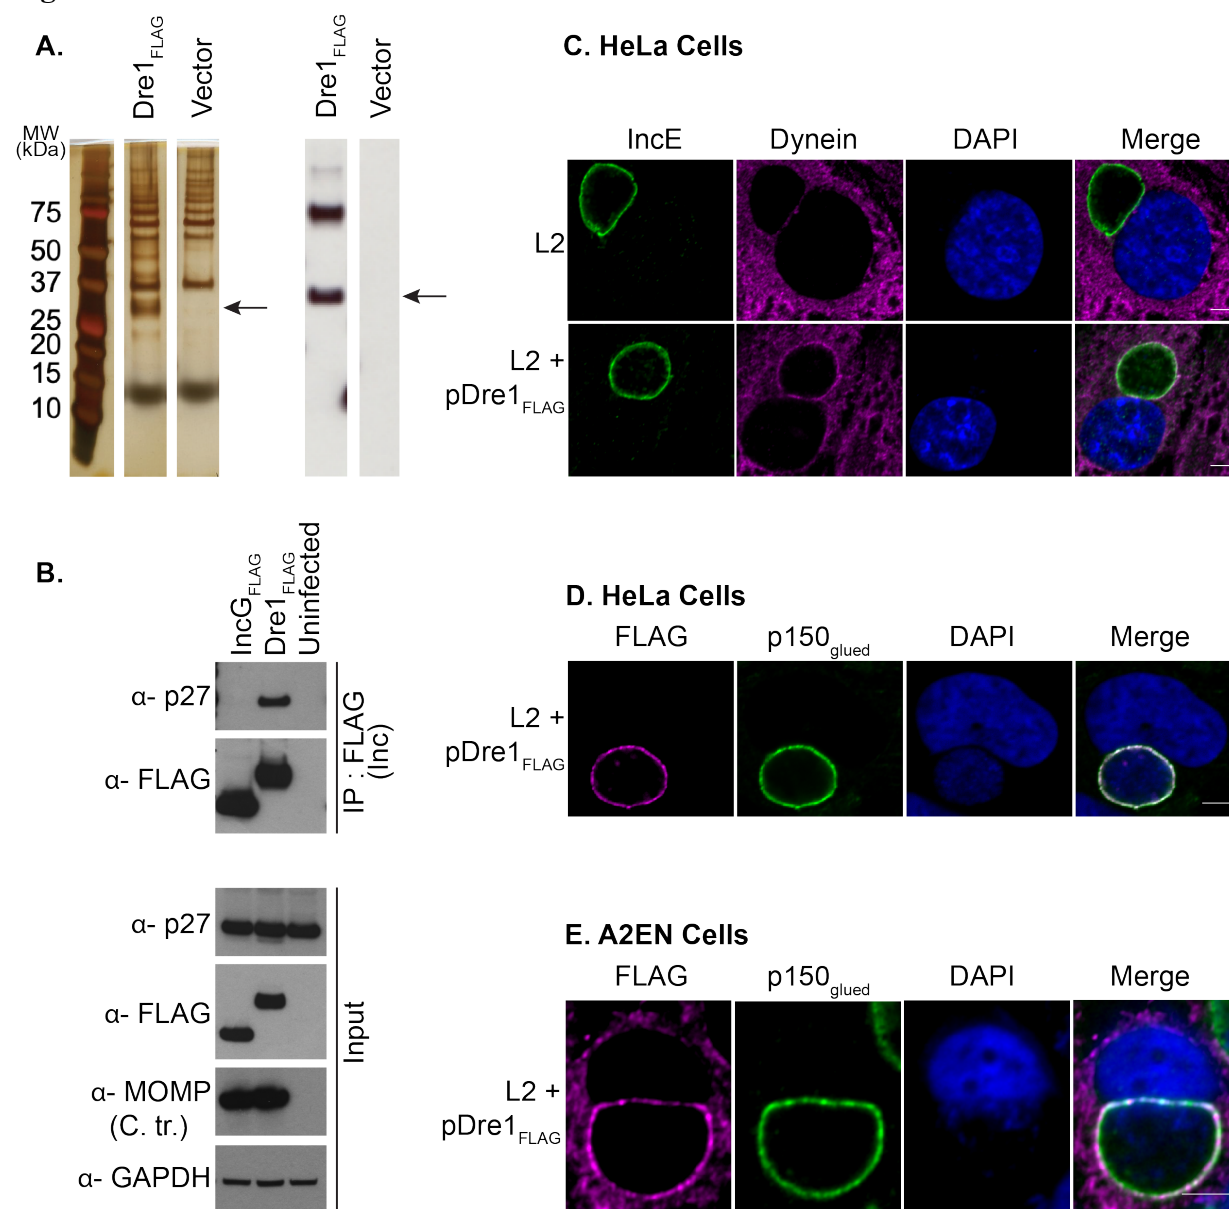 A.
Dre1FLAG
Vector
Dre1FLAG
Vector
MW
(kDa)
75
50
37
25
20
15
10
B.
IncGFLAG
Dre1FLAG
Uninfected
α- p27
α- FLAG
IP : FLAG
(Inc)
α- p27
α- FLAG
α- MOMP
(C. tr.)
α- GAPDH
Input
C. HeLa Cells
IncE Dynein DAPI Merge
L2
L2 +
pDre1FLAG
D. HeLa Cells
FLAG p150glued DAPI Merge
L2 +
pDre1FLAG
E. A2EN Cells
FLAG p150glued DAPI Merge
L2 +
pDre1FLAG